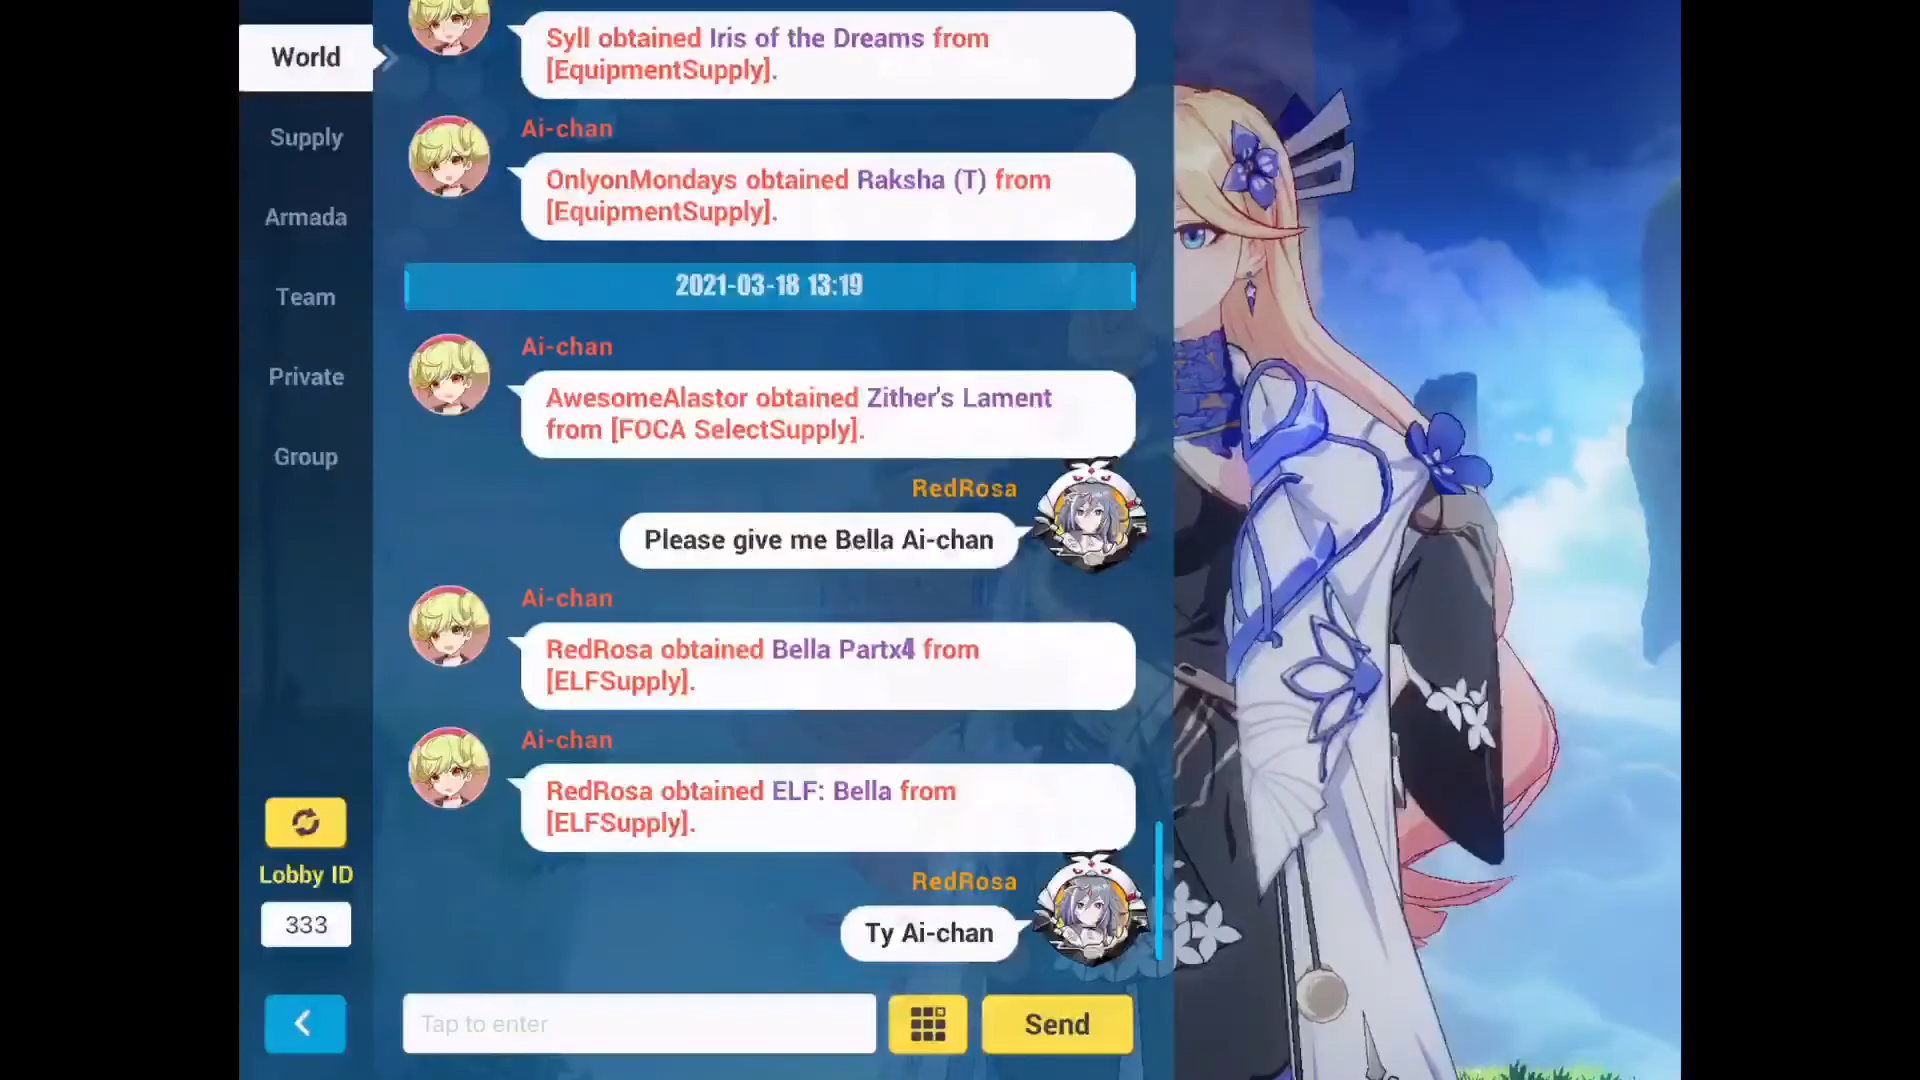 World
Supply
Armada
Team
Private
Group
Lobby ID
333
Syll obtained Iris of the Dreams from
[EquipmentSupply].
Ai-chan
OnlyonMondays obtained Raksha (T) from
[EquipmentSupply].
2021-03-18 13:19
Ai-chan
AwesomeAlastor obtained Zither's Lament
from [FOCA SelectSupply].
RedRosa
Please give me Bella Ai-chan
Ai-chan
RedRosa obtained Bella Partx4 from
[ELFSupply].
Ai-chan
RedRosa obtained ELF: Bella from
[ELFSupply].
RedRosa
Ty Ai-chan
Tap to enter
Send